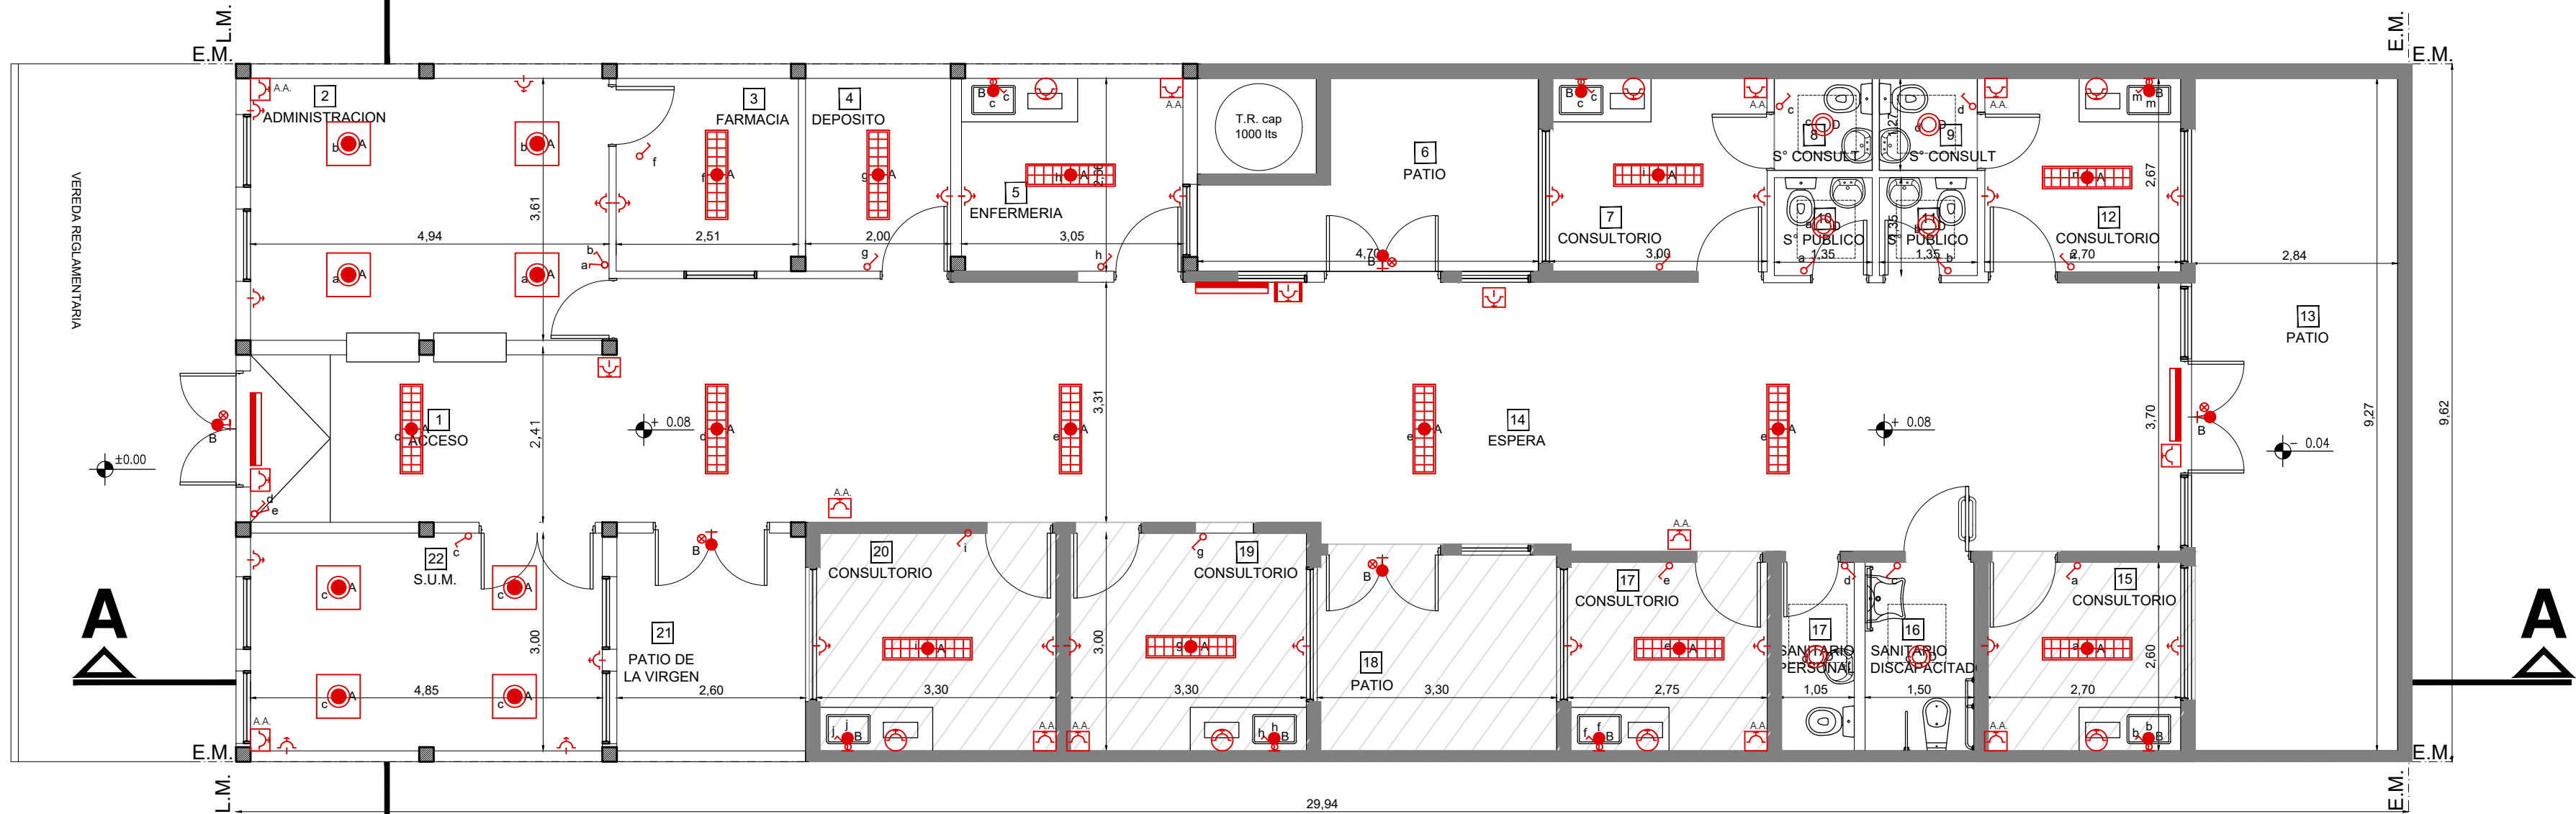 L.M.
E.M.
E.M.
E.M.
A.A.
2
ADMINISTRACION
3
FARMACIA
4
DEPOSITO
B
c
c
A.A.
T.R. cap
1000 lts
6
PATIO
B
c
c
A.A.
c
8
S° CONSULT
1,27
d
9
S° CONSULT
A.A.
m
B
m
b
A
b
A
f
f
A
g
A
5
ENFERMERIA
h
A
i
A
n
A
2,67
VEREDA REGLAMENTARIA
3,61
4,94
2,51
2,00
3,05
4,70
B
7
CONSULTORIO
3,00
10
S° PUBLICO
1,35
a
11
S° PUBLICO
1,35
1,35
b
12
CONSULTORIO
2,70
2,84
b
a
g
h
a
A
a
A
13
PATIO
1
ACCESO
d
A
2,41
+ 0.08
d
A
3,31
e
A
e
A
14
ESPERA
e
A
+ 0.08
3,70
B
9,27
9,62
- 0.04
B
±0.00
d
e
A.A.
A.A.
c
22
S.U.M.
B
20
CONSULTORIO
i
g
19
CONSULTORIO
B
17
CONSULTORIO
e
d
c
a
15
CONSULTORIO
c
A
c
A
A
A
3,00
21
PATIO DE
LA VIRGEN
i
A
3,00
g
A
18
PATIO
e
A
17
SANITARIO
PERSONAL
16
SANITARIO
DISCAPACITAD
a
A
2,60
4,85
2,60
3,30
3,30
3,30
2,75
1,05
1,50
2,70
c
A
c
A
A.A.
j
j
B
A.A.
A.A.
h
h
B
f
f
B
A.A.
A.A.
b
b
B
E.M.
E.M.
L.M.
E.M.
29,94